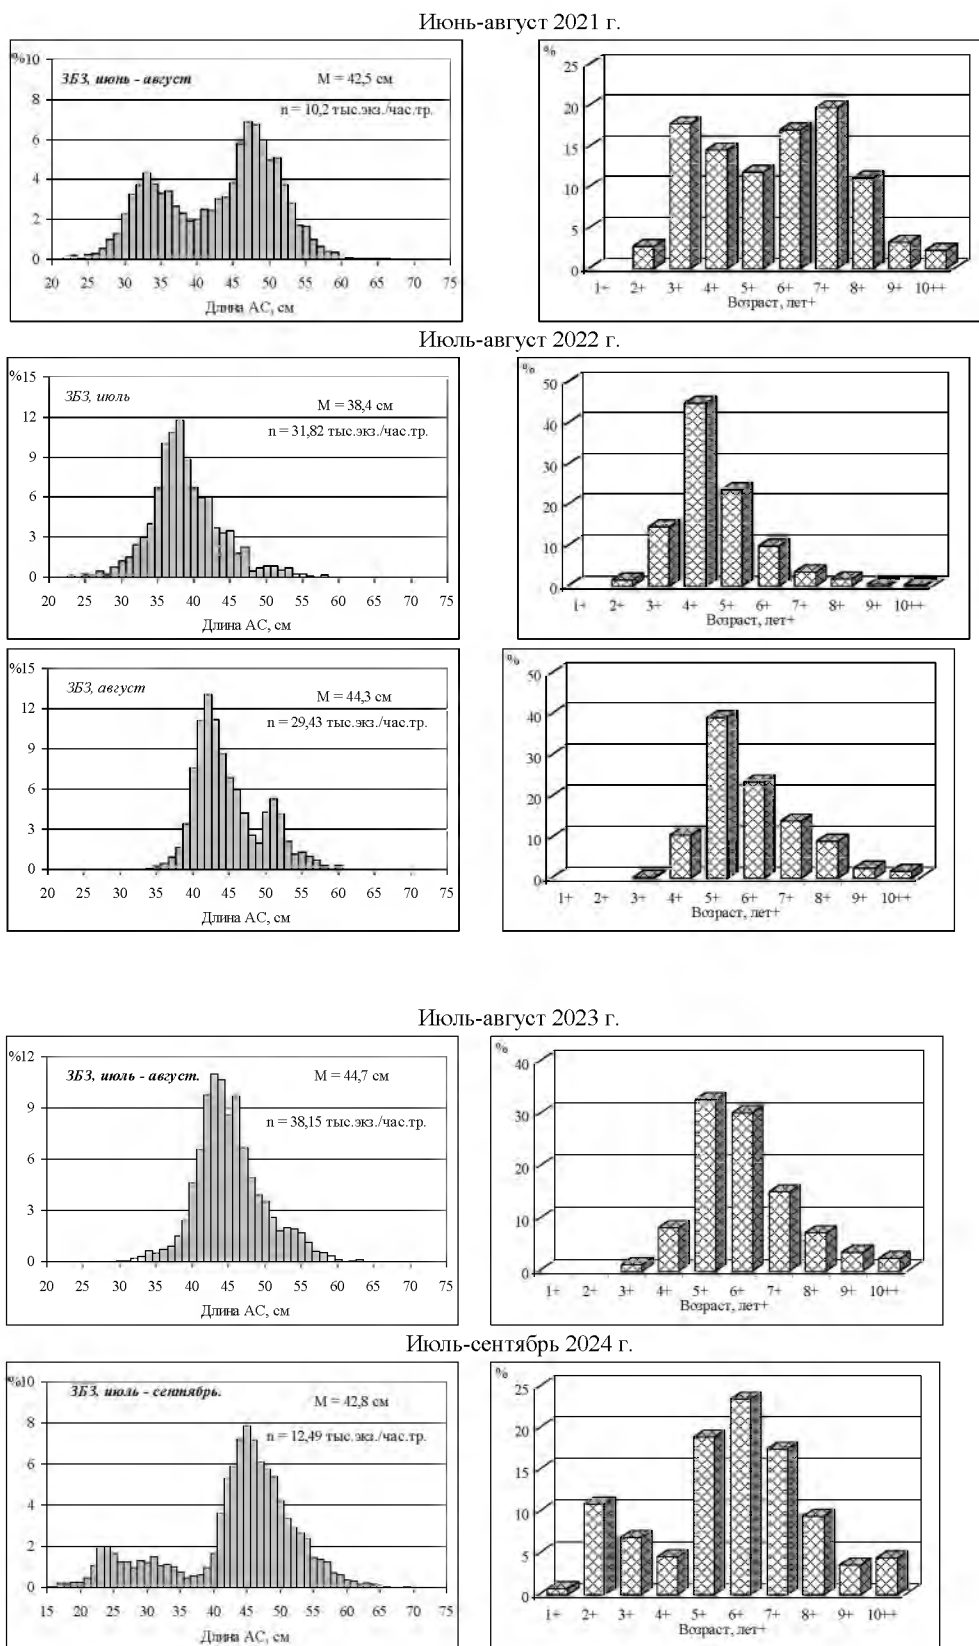 Июнь-август 2021 г.
%10
ЗБЗ, июнь - август
M = 42,5 см
n = 10,2 тыс.экз./час.тр.
8
6
4
2
0
20 25 30 35 40 45 50 55 60 65 70 75
Длина АС, см
%
25
20
15
10
5
0
1+ 2+ 3+ 4+ 5+ 6+ 7+ 8+ 9+ 10++
Возраст, лет+
Июль-август 2022 г.
%15
ЗБЗ, июль
M = 38,4 см
n = 31,82 тыс.экз./час.тр.
12
9
6
3
0
20 25 30 35 40 45 50 55 60 65 70 75
Длина АС, см
%
50
40
30
20
10
0
1+ 2+ 3+ 4+ 5+ 6+ 7+ 8+ 9+ 10++
Возраст, лет+
%15
ЗБЗ, август
M = 44,3 см
n = 29,43 тыс.экз./час.тр.
12
9
6
3
0
20 25 30 35 40 45 50 55 60 65 70 75
Длина АС, см
%
50
40
30
20
10
0
1+ 2+ 3+ 4+ 5+ 6+ 7+ 8+ 9+ 10++
Возраст, лет+
Июль-август 2023 г.
%12
ЗБЗ, июль - август.
M = 44,7 см
n = 38,15 тыс.экз./час.тр.
9
6
3
0
20 25 30 35 40 45 50 55 60 65 70 75
Длина АС, см
%
40
30
20
10
0
1+ 2+ 3+ 4+ 5+ 6+ 7+ 8+ 9+ 10++
Возраст, лет+
Июль-сентябрь 2024 г.
%10
ЗБЗ, июль - сентябрь.
M = 42,8 см
n = 12,49 тыс.экз./час.тр.
8
6
4
2
0
15 20 25 30 35 40 45 50 55 60 65 70 75
Длина АС, см
%
25
20
15
10
5
0
1+ 2+ 3+ 4+ 5+ 6+ 7+ 8+ 9+ 10++
Возраст, лет+